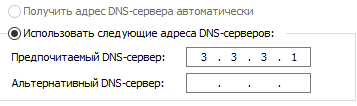 Получить адрес DNS-сервера автоматически
Использовать следующие адреса DNS-серверов:
Предпочитаемый DNS-сервер: 3 . 3 . 3 . 1
Альтернативный DNS-сервер: . . .